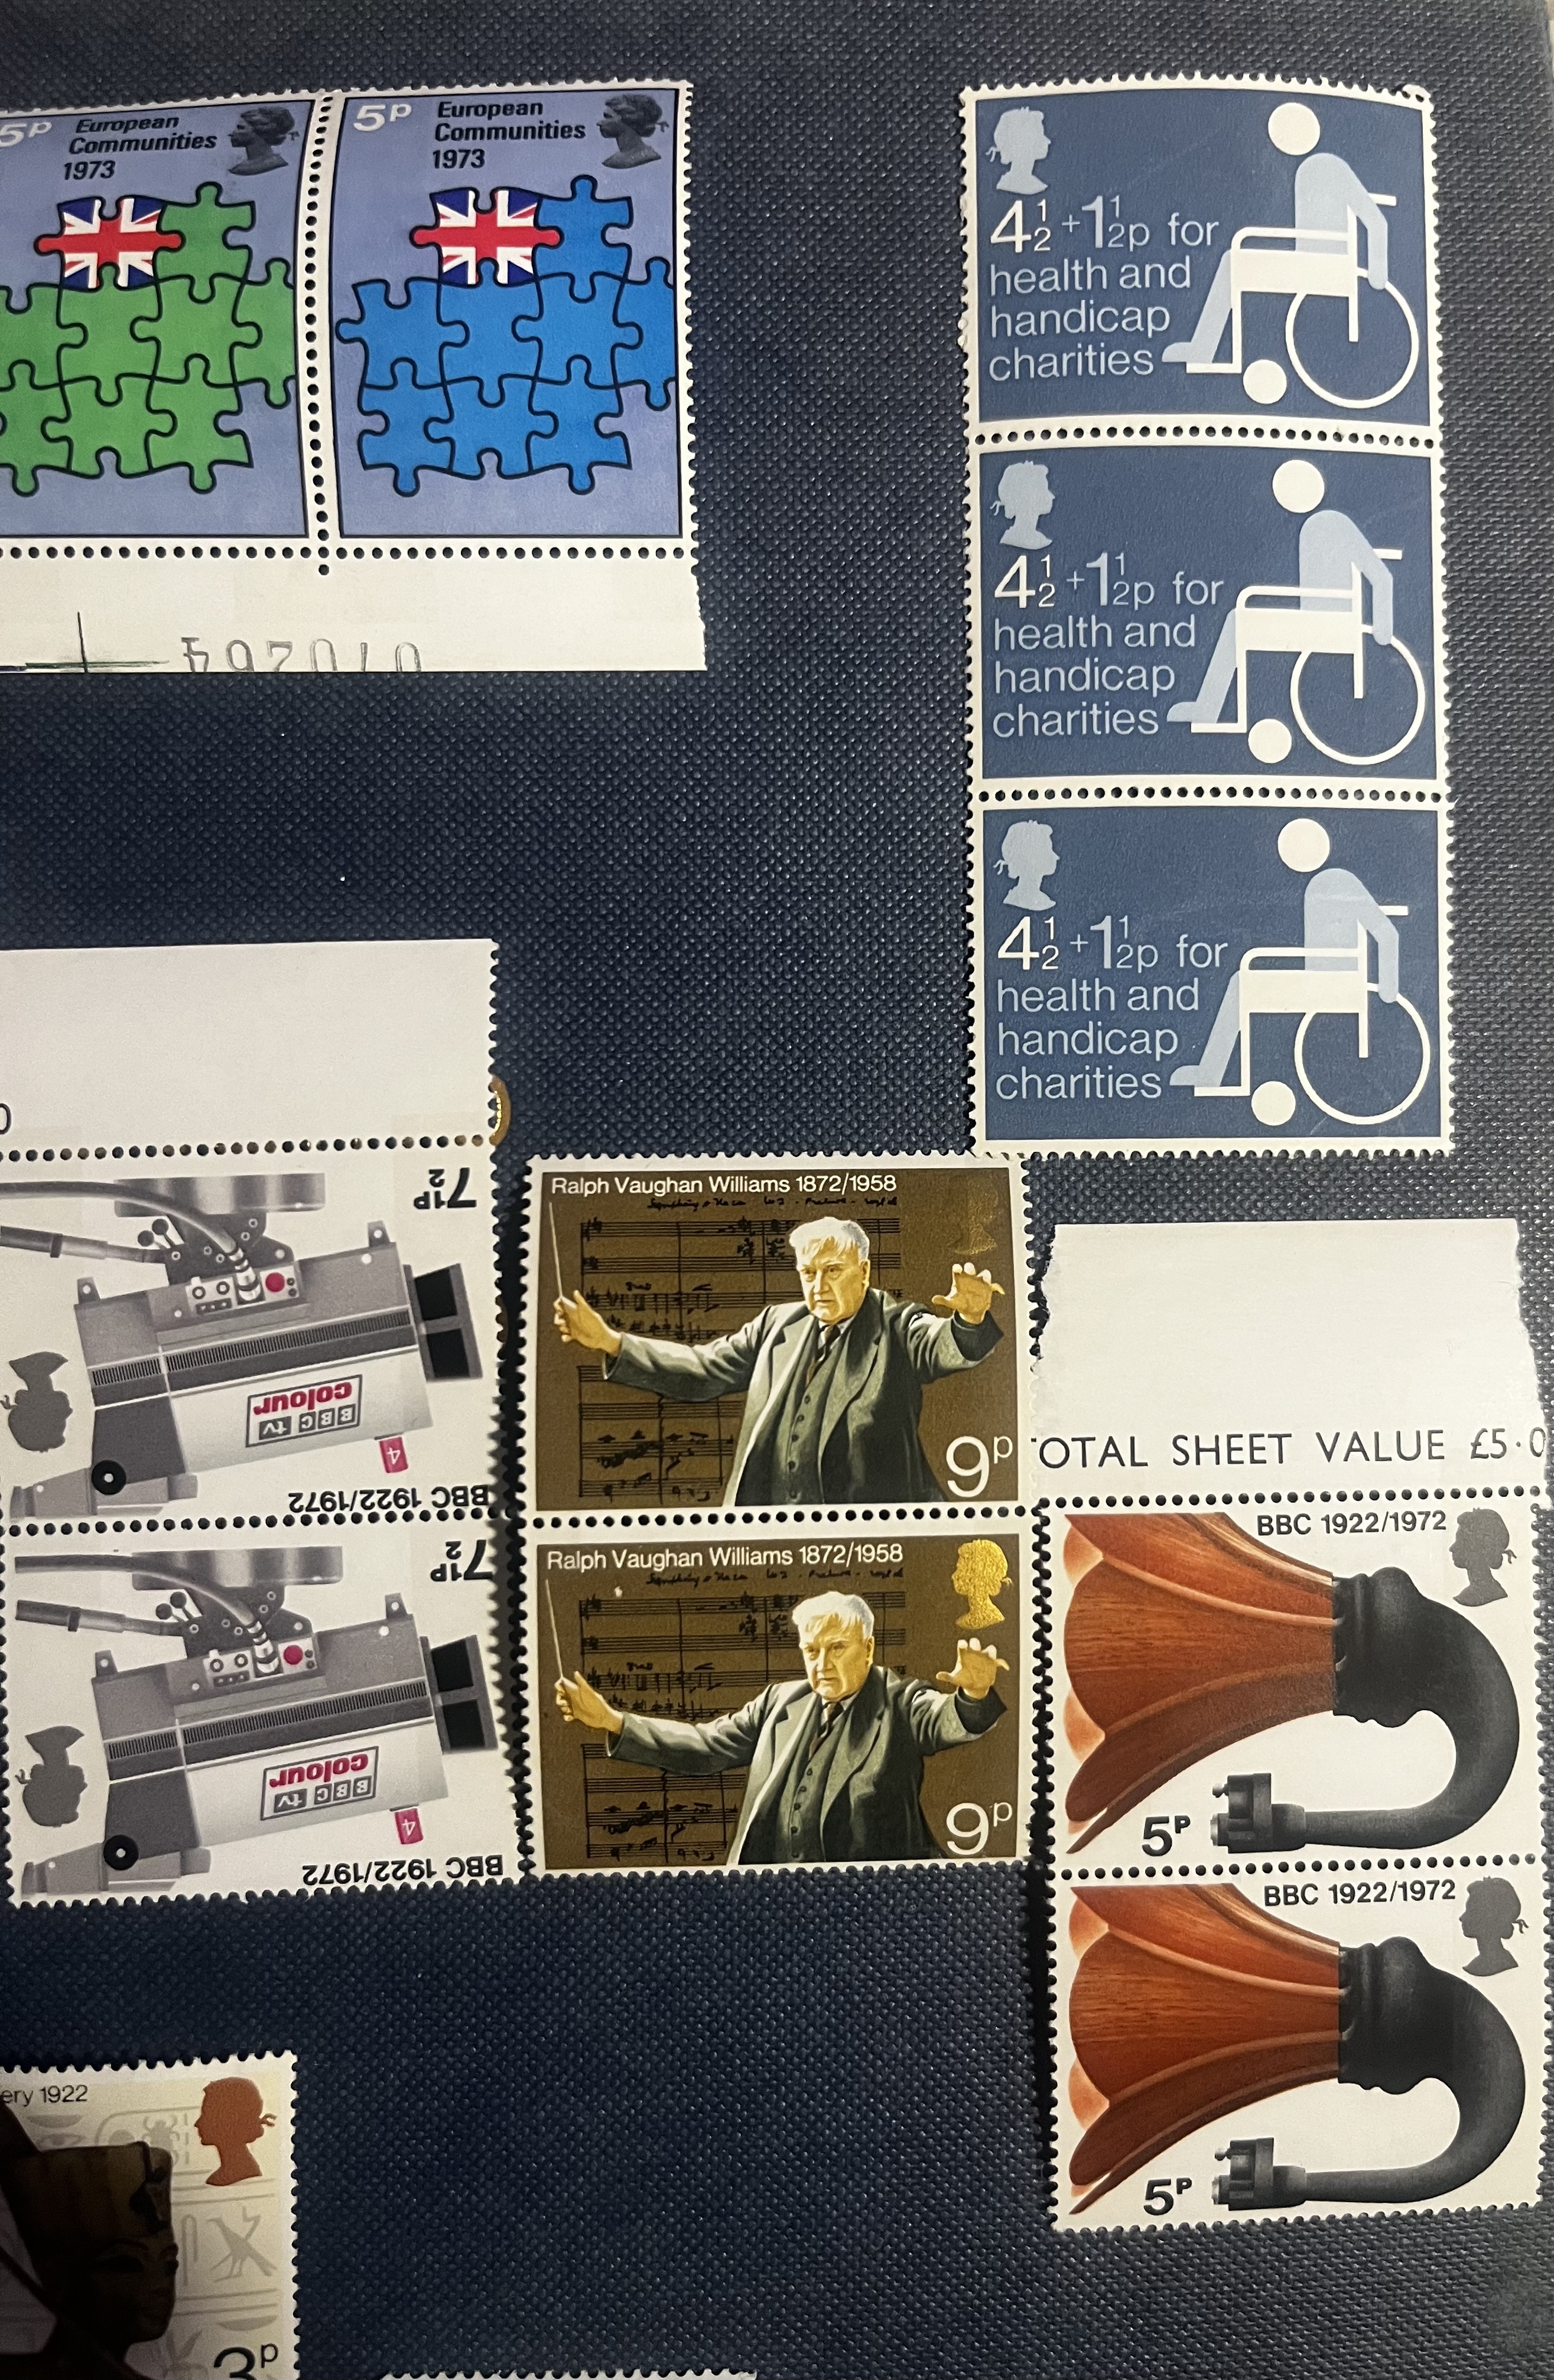 5p European
Communities
1973
5p European
Communities
1973
4½ + 1½p for
health and
handicap
charities
4½ + 1½p for
health and
handicap
charities
4½ + 1½p for
health and
handicap
charities
7½P
BBC tv
colour
4
BBC 1922/1972
7½P
BBC tv
colour
4
BBC 1922/1972
Ralph Vaughan Williams 1872/1958
9p
Ralph Vaughan Williams 1872/1958
9p
OTAL SHEET VALUE £5·0
BBC 1922/1972
5P
BBC 1922/1972
5P
ery 1922
3p